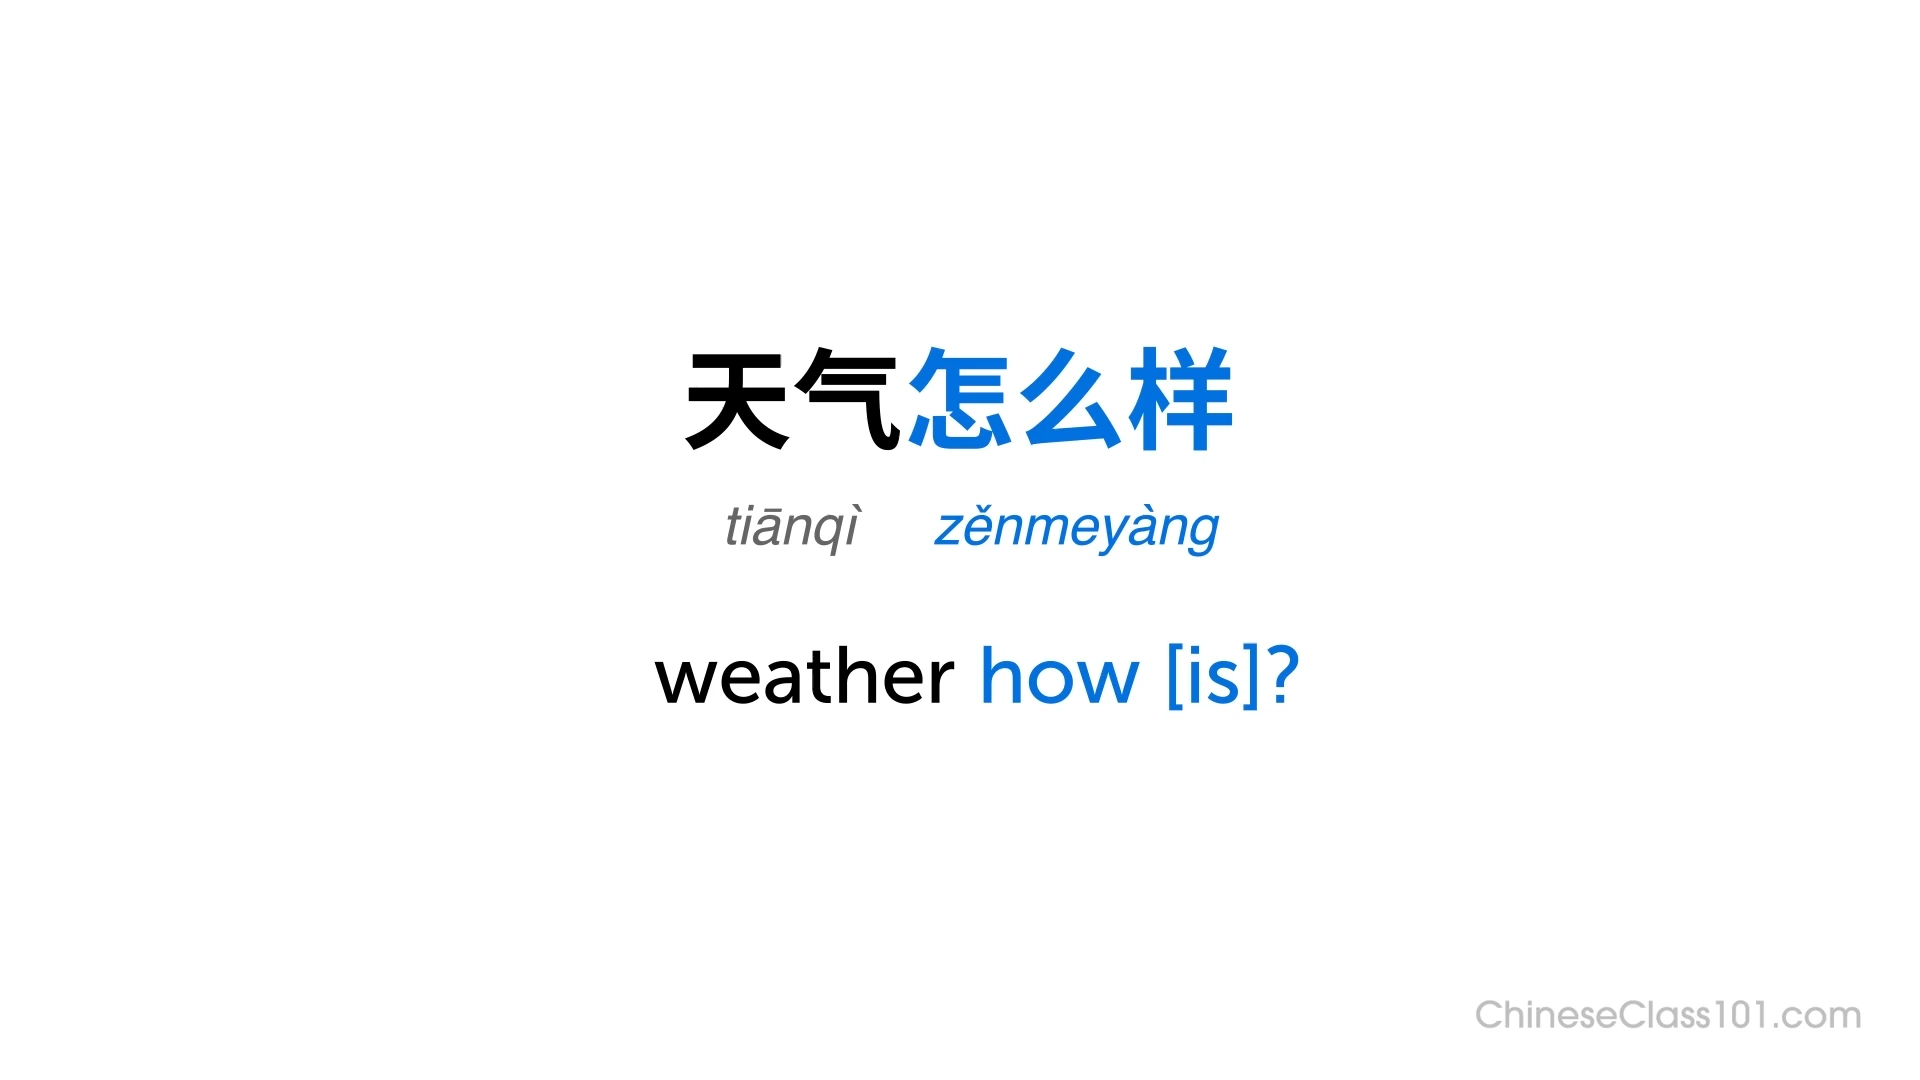 天气怎么样
tiānqì zěnmeyàng
weather how [is]?
ChineseClass101.com